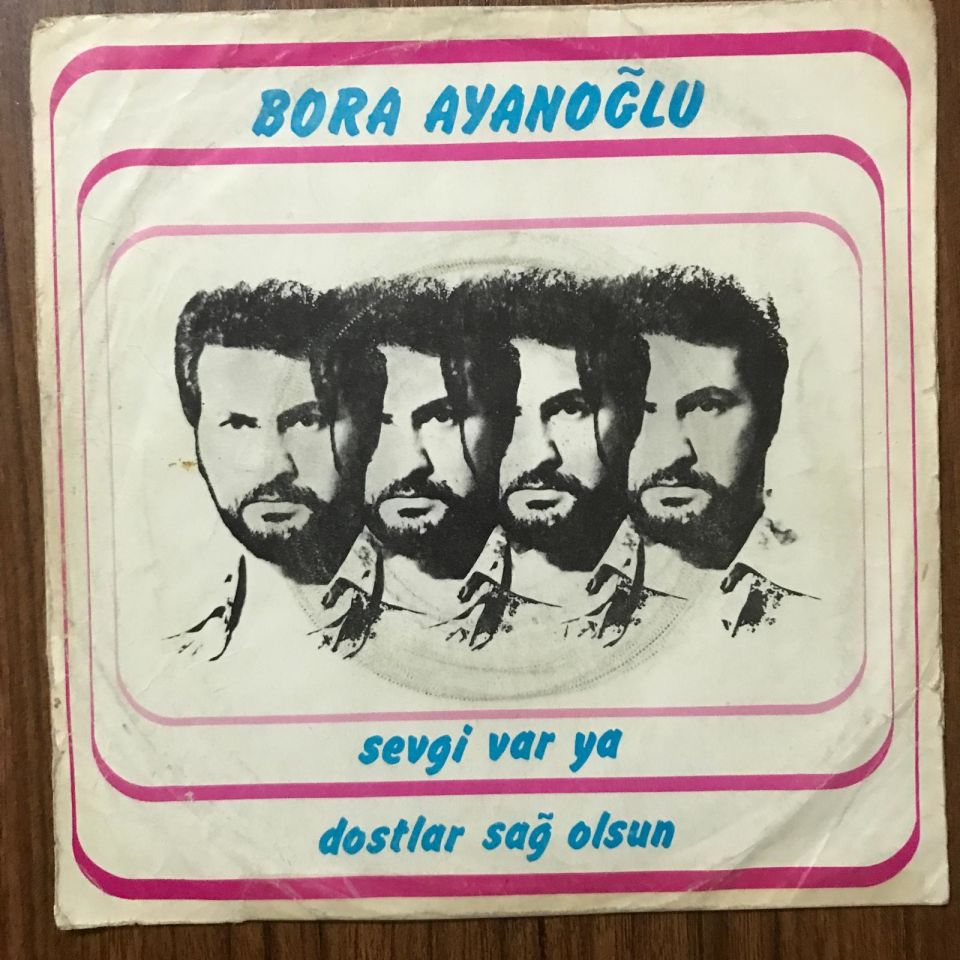 BORA AYANOĞLU
sevgi var ya
dostlar sağ olsun